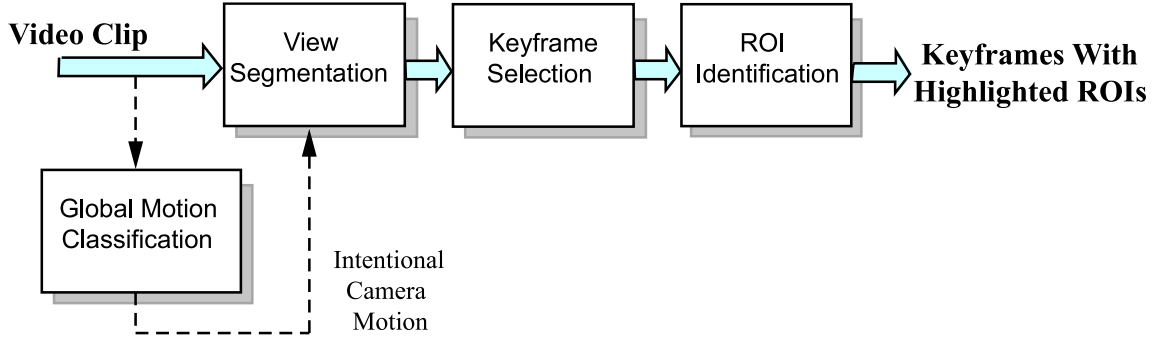 Video Clip
View
Segmentation
Keyframe
Selection
ROI
Identification
Keyframes With
Highlighted ROIs
Global Motion
Classification
Intentional
Camera
Motion